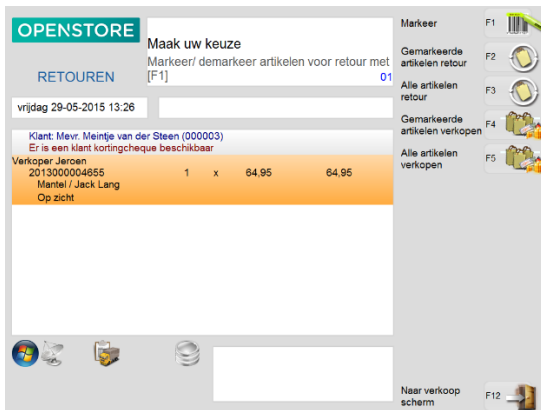 OPENSTORE
RETOUREN
Maak uw keuze
Markeer/ demarkeer artikelen voor retour met
[F1]
01
vrijdag 29-05-2015 13:26
Klant: Mevr. Meintje van der Steen (000003)
Er is een klant kortingcheque beschikbaar
Verkoper Jeroen
2013000004655 1 x 64,95 64,95
Mantel / Jack Lang
Op zicht
Markeer F1
Gemarkeerde
artikelen retour F2
Alle artikelen
retour F3
Gemarkeerde
artikelen verkopen F4
Alle artikelen
verkopen F5
Naar verkoop
scherm F12